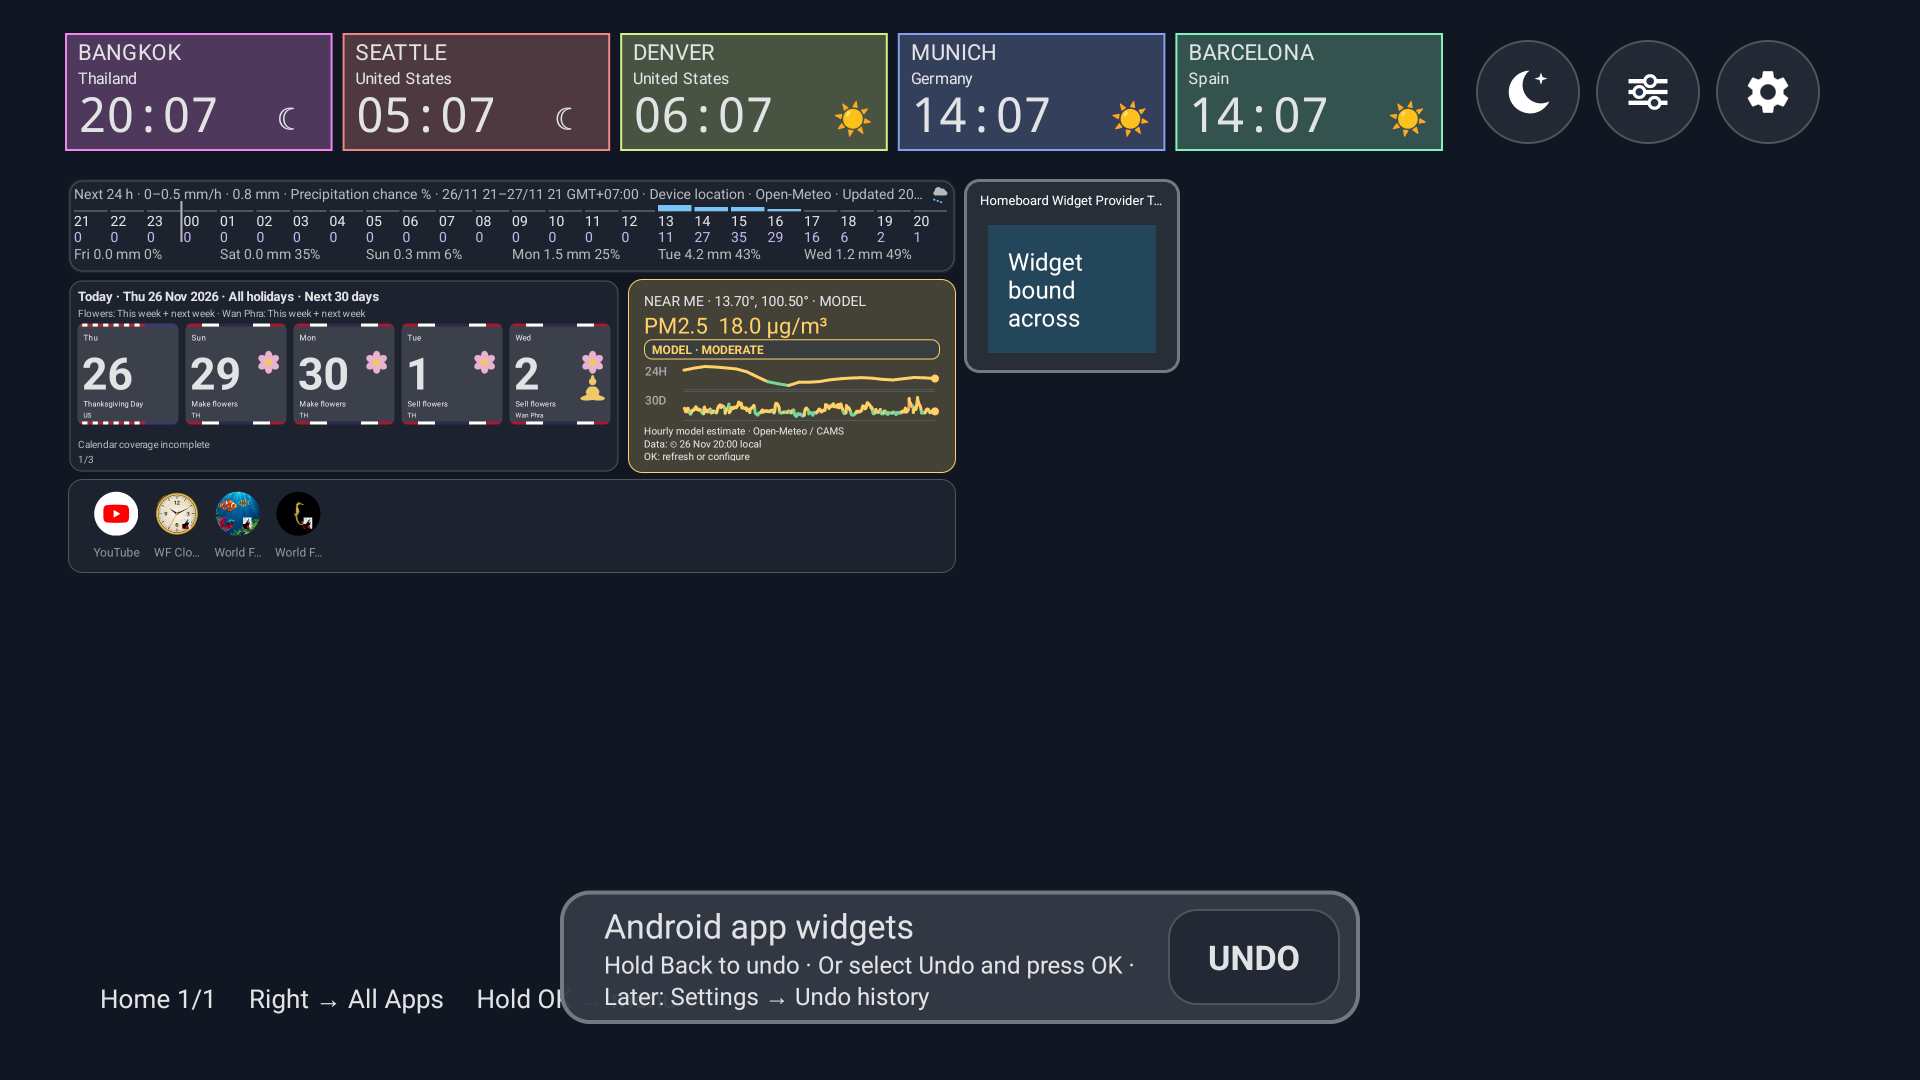 BANGKOK
Thailand
20:07
SEATTLE
United States
05:07
DENVER
United States
06:07
MUNICH
Germany
14:07
BARCELONA
Spain
14:07
Next 24 h · 0–0.5 mm/h · 0.8 mm · Precipitation chance % · 26/11 21–27/11 21 GMT+07:00 · Device location · Open-Meteo · Updated 20...
21 22 23 00 01 02 03 04 05 06 07 08 09 10 11 12 13 14 15 16 17 18 19 20
0 0 0 0 0 0 0 0 0 0 0 0 0 0 0 0 11 27 35 29 16 6 2 1
Fri 0.0 mm 0% Sat 0.0 mm 35% Sun 0.3 mm 6% Mon 1.5 mm 25% Tue 4.2 mm 43% Wed 1.2 mm 49%
Homeboard Widget Provider T...
Widget
bound
across
Today · Thu 26 Nov 2026 · All holidays · Next 30 days
Flowers: This week + next week · Wan Phra: This week + next week
Thu
26
Thanksgiving Day
US
Sun
29
Make flowers
TH
Mon
30
Make flowers
TH
Tue
1
Sell flowers
TH
Wed
2
Sell flowers
Wan Phra
Calendar coverage incomplete
1/3
NEAR ME · 13.70°, 100.50° · MODEL
PM2.5 18.0 µg/m³
MODEL · MODERATE
24H
30D
Hourly model estimate · Open-Meteo / CAMS
Data: ⏲ 26 Nov 20:00 local
OK: refresh or configure
12
3
6
9
YouTube
WF Clo...
World F...
World F...
Android app widgets
Hold Back to undo · Or select Undo and press OK ·
Later: Settings → Undo history
UNDO
Home 1/1 Right → All Apps Hold OK →